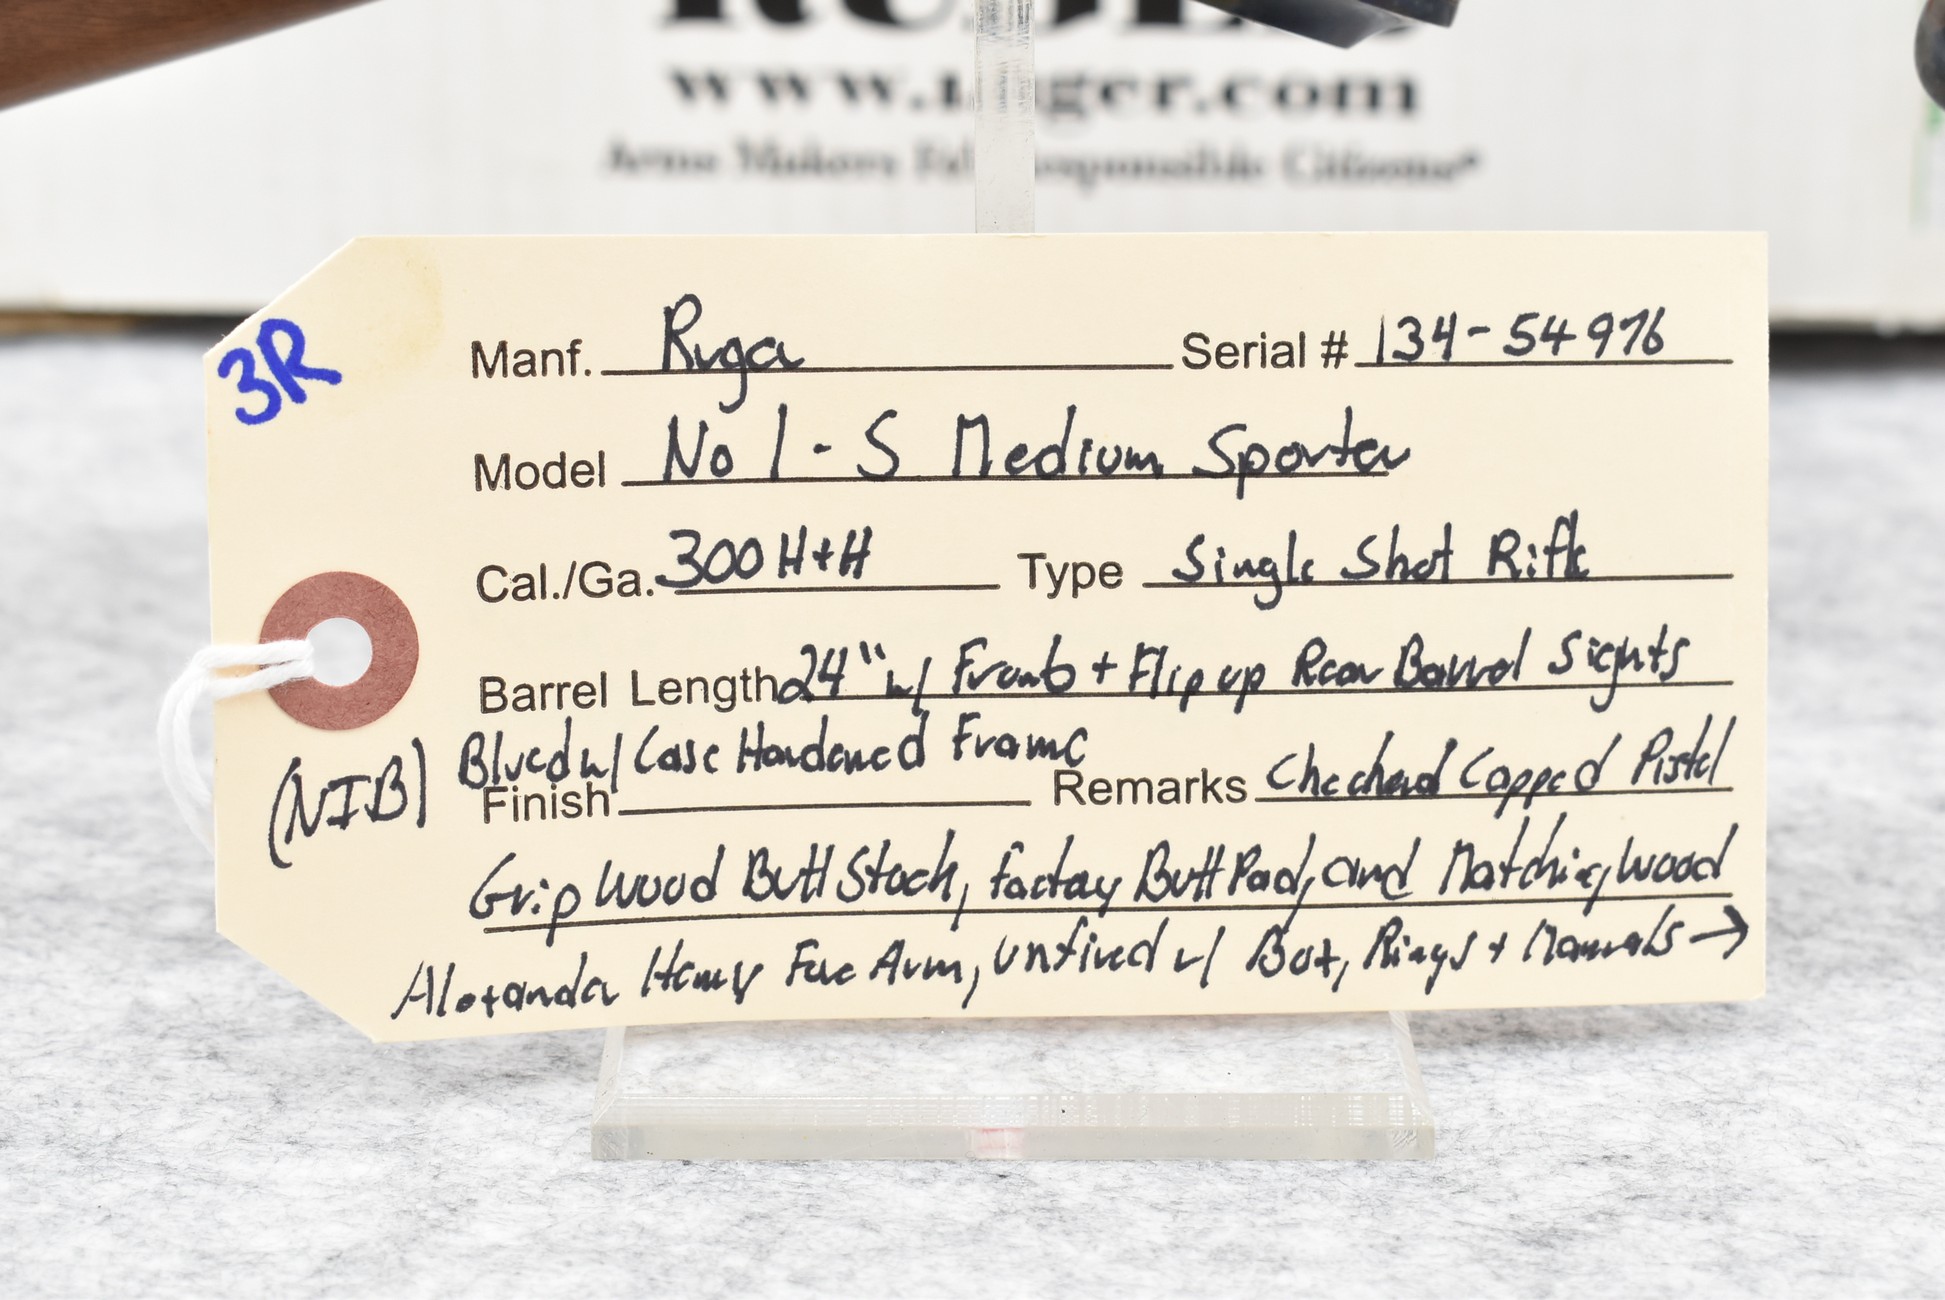 RUGER
www.ruger.com
Arms Makers For Responsible Citizens®
3R
Manf. Ruger Serial # 134-54976
Model No 1-S Medium Sporter
Cal./Ga. 300 H+H Type Single Shot Rifle
Barrel Length 24" w/ Front + Flip up Rear Barrel Sights
(NIB) Finish Blued w/ Case Hardened Frame Remarks Checkered Capped Pistol
Grip Wood Butt Stock, factory Butt Pad, and Matching Wood
Alexander Henry Fore Arm, unfired w/ Box, Rings + Manuals →